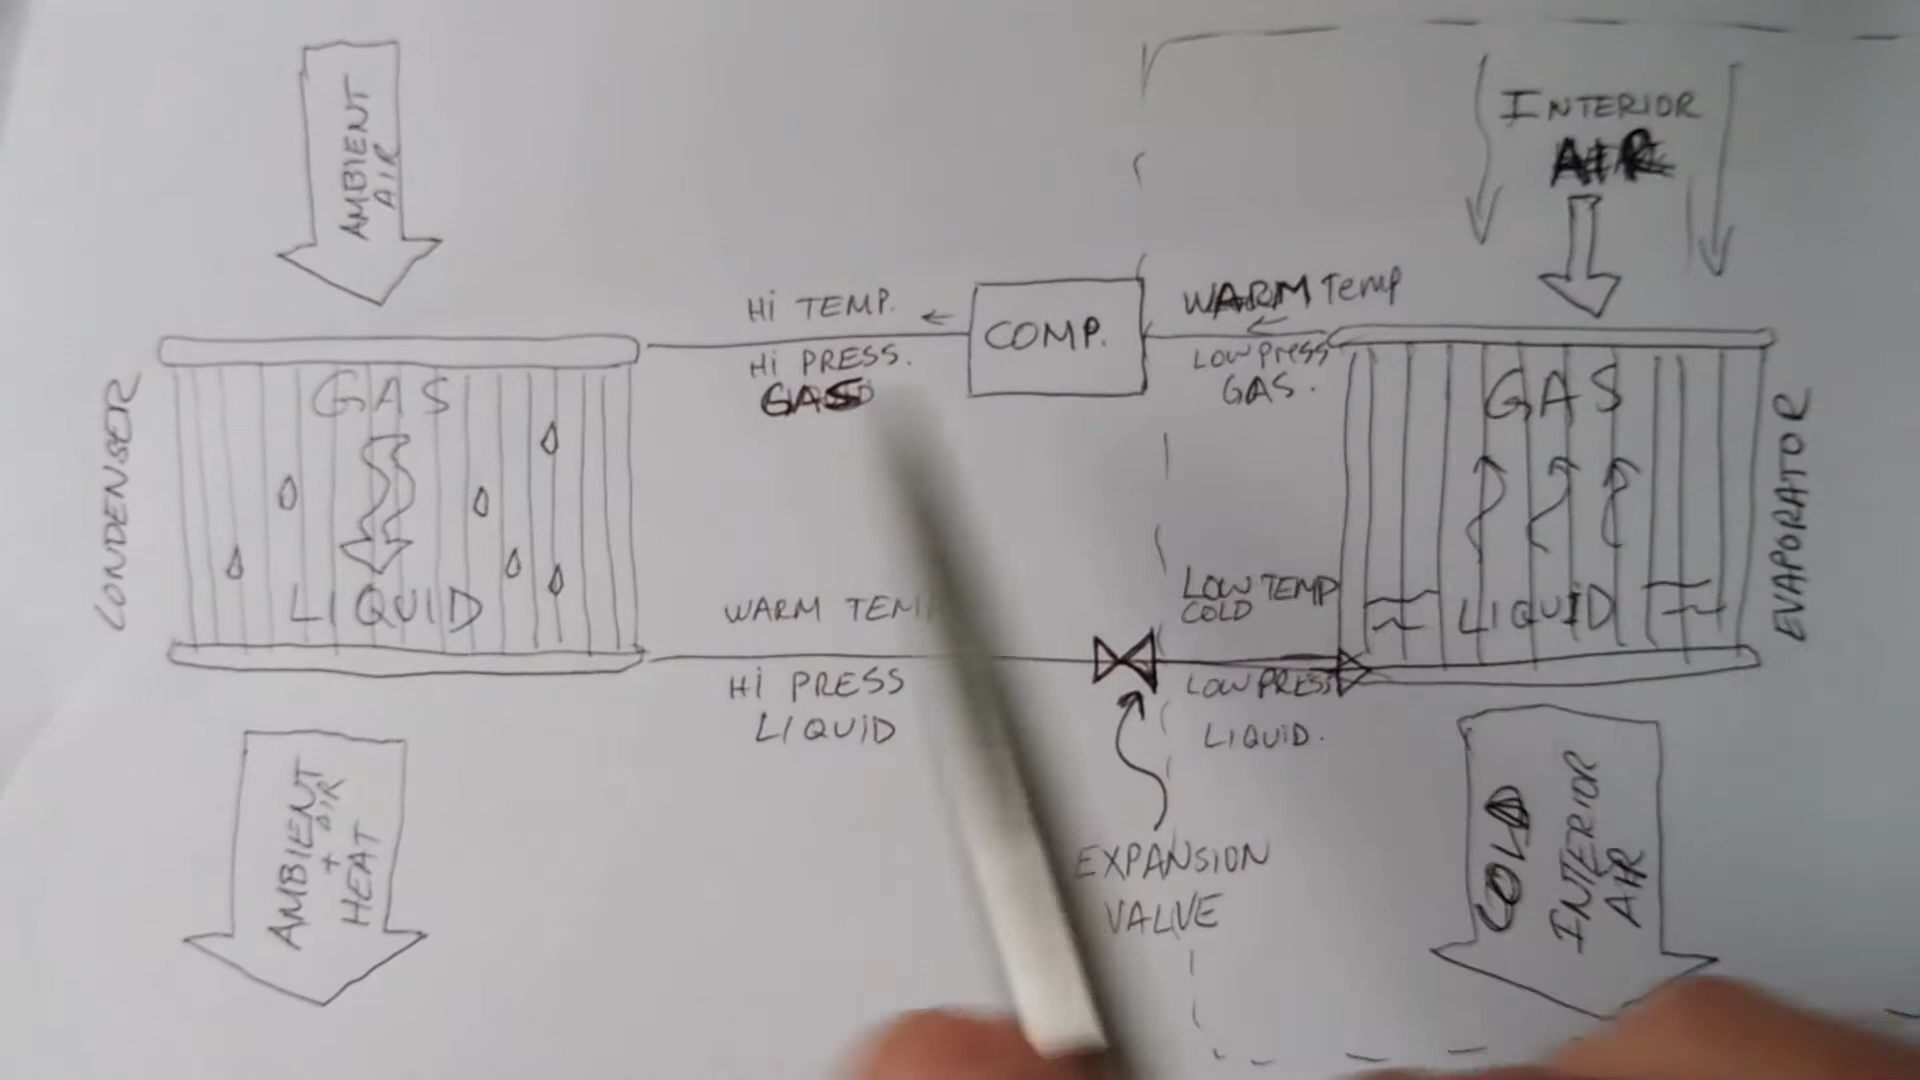 AMBIENT
AIR
INTERIOR
AIR
HI TEMP.
HI PRESS.
GAS
COMP.
WARM Temp
LOW PRESS
GAS.
CONDENSER
GAS
LIQUID
GAS
LIQUID
EVAPORATOR
WARM TEMP
HI PRESS
LIQUID
LOW TEMP
COLD
LOW PRESS
LIQUID.
EXPANSION
VALVE
AMBIENT
AIR
+
HEAT
COLD
INTERIOR
AIR